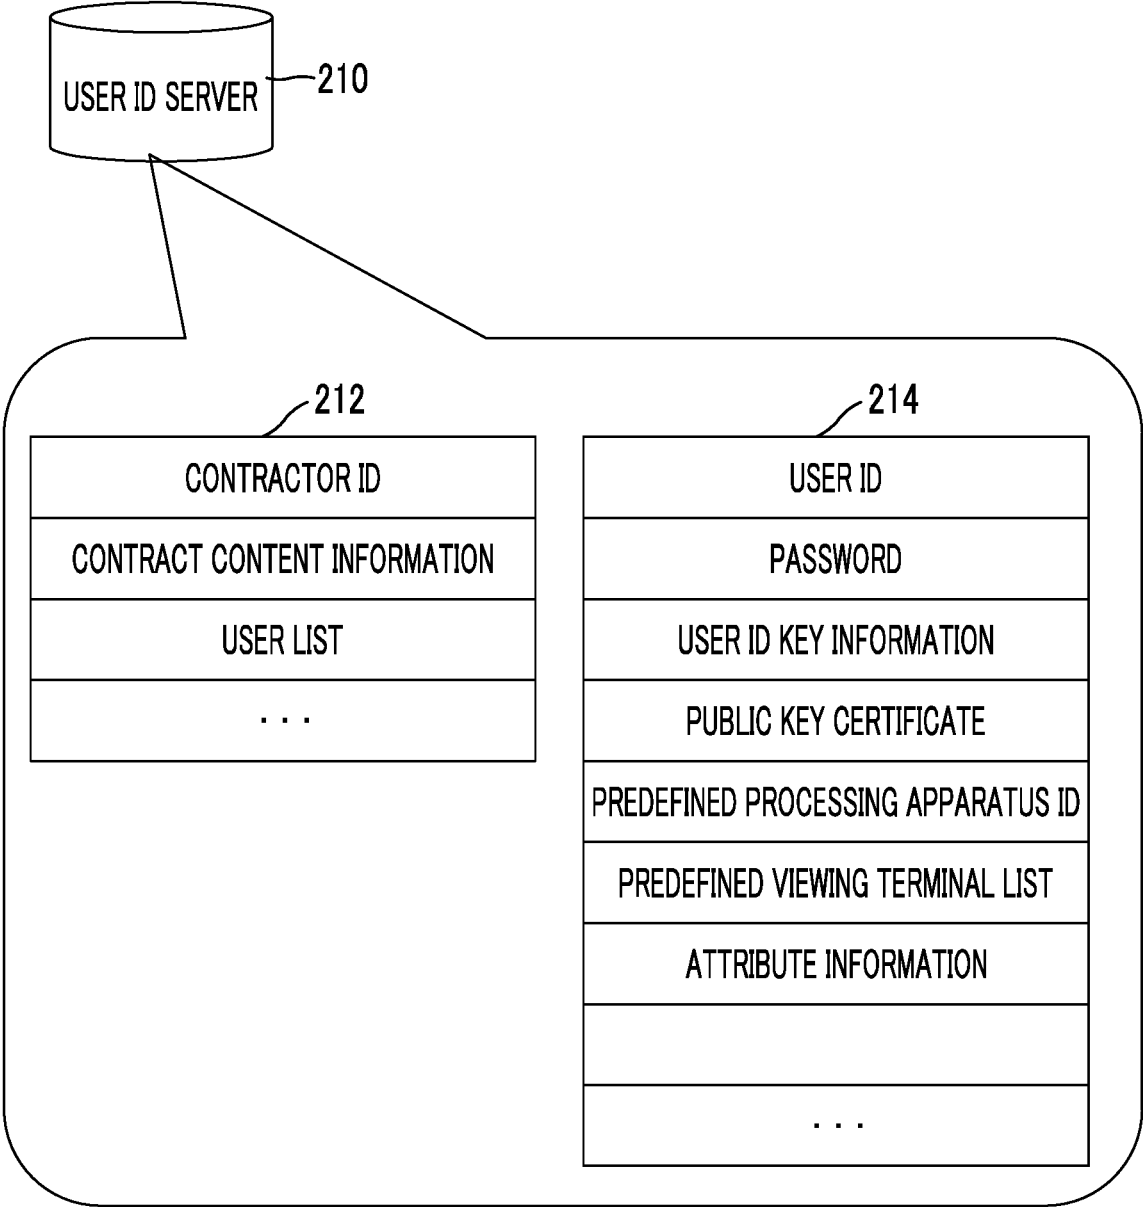 USER ID SERVER
210
212
CONTRACTOR ID
CONTRACT CONTENT INFORMATION
USER LIST
. . .
214
USER ID
PASSWORD
USER ID KEY INFORMATION
PUBLIC KEY CERTIFICATE
PREDEFINED PROCESSING APPARATUS ID
PREDEFINED VIEWING TERMINAL LIST
ATTRIBUTE INFORMATION
. . .